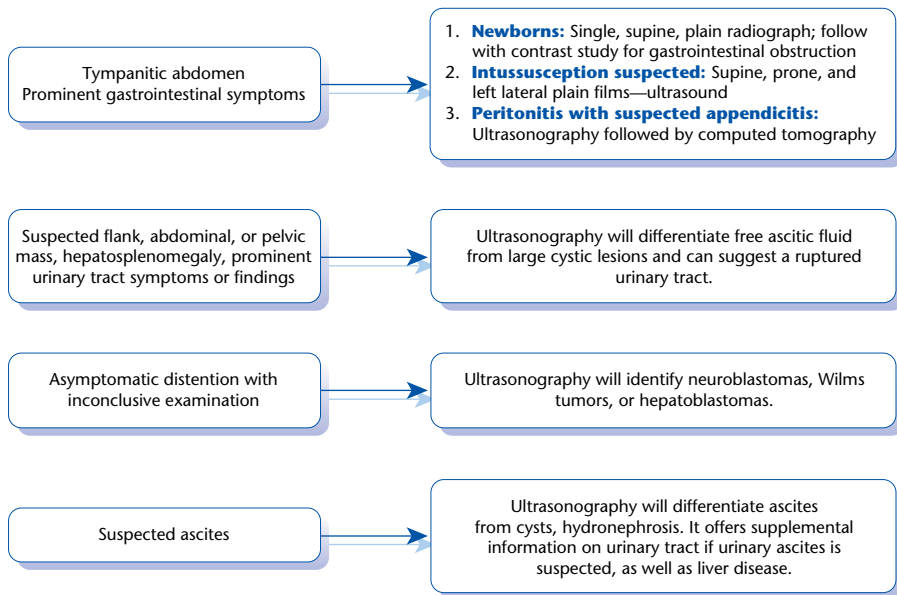 Tympanitic abdomen
Prominent gastrointestinal symptoms
1. Newborns: Single, supine, plain radiograph; follow
with contrast study for gastrointestinal obstruction
2. Intussusception suspected: Supine, prone, and
left lateral plain films—ultrasound
3. Peritonitis with suspected appendicitis:
Ultrasonography followed by computed tomography
Suspected flank, abdominal, or pelvic
mass, hepatosplenomegaly, prominent
urinary tract symptoms or findings
Ultrasonography will differentiate free ascitic fluid
from large cystic lesions and can suggest a ruptured
urinary tract.
Asymptomatic distention with
inconclusive examination
Ultrasonography will identify neuroblastomas, Wilms
tumors, or hepatoblastomas.
Suspected ascites
Ultrasonography will differentiate ascites
from cysts, hydronephrosis. It offers supplemental
information on urinary tract if urinary ascites is
suspected, as well as liver disease.